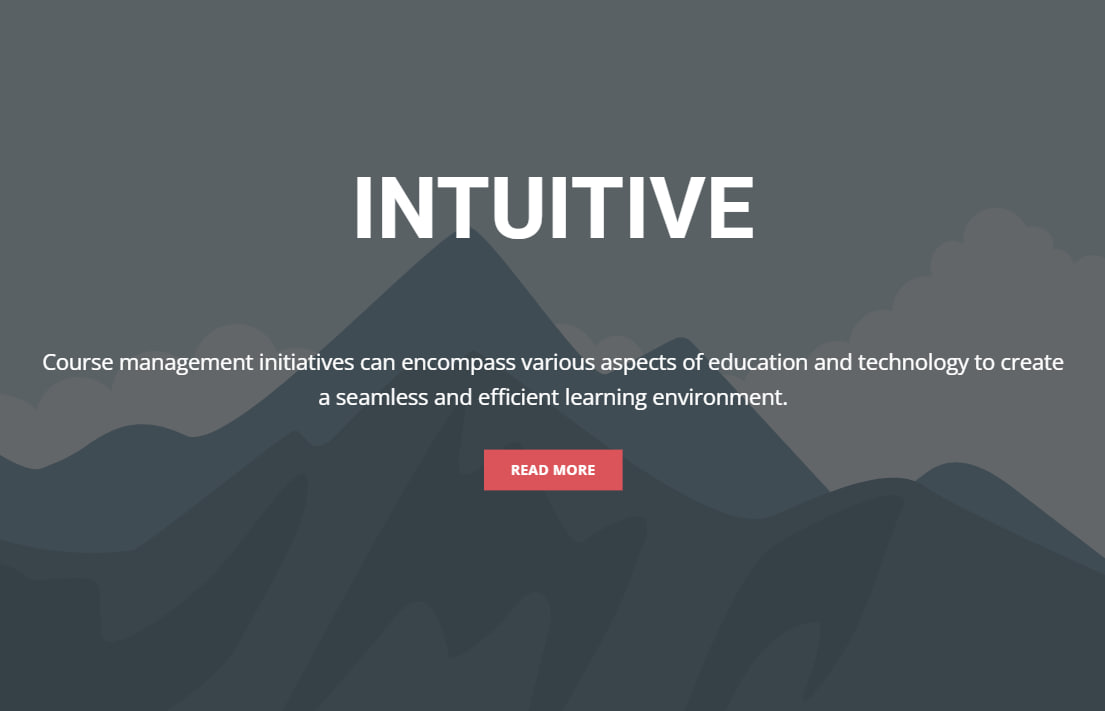 INTUITIVE
Course management initiatives can encompass various aspects of education and technology to create
a seamless and efficient learning environment.
READ MORE